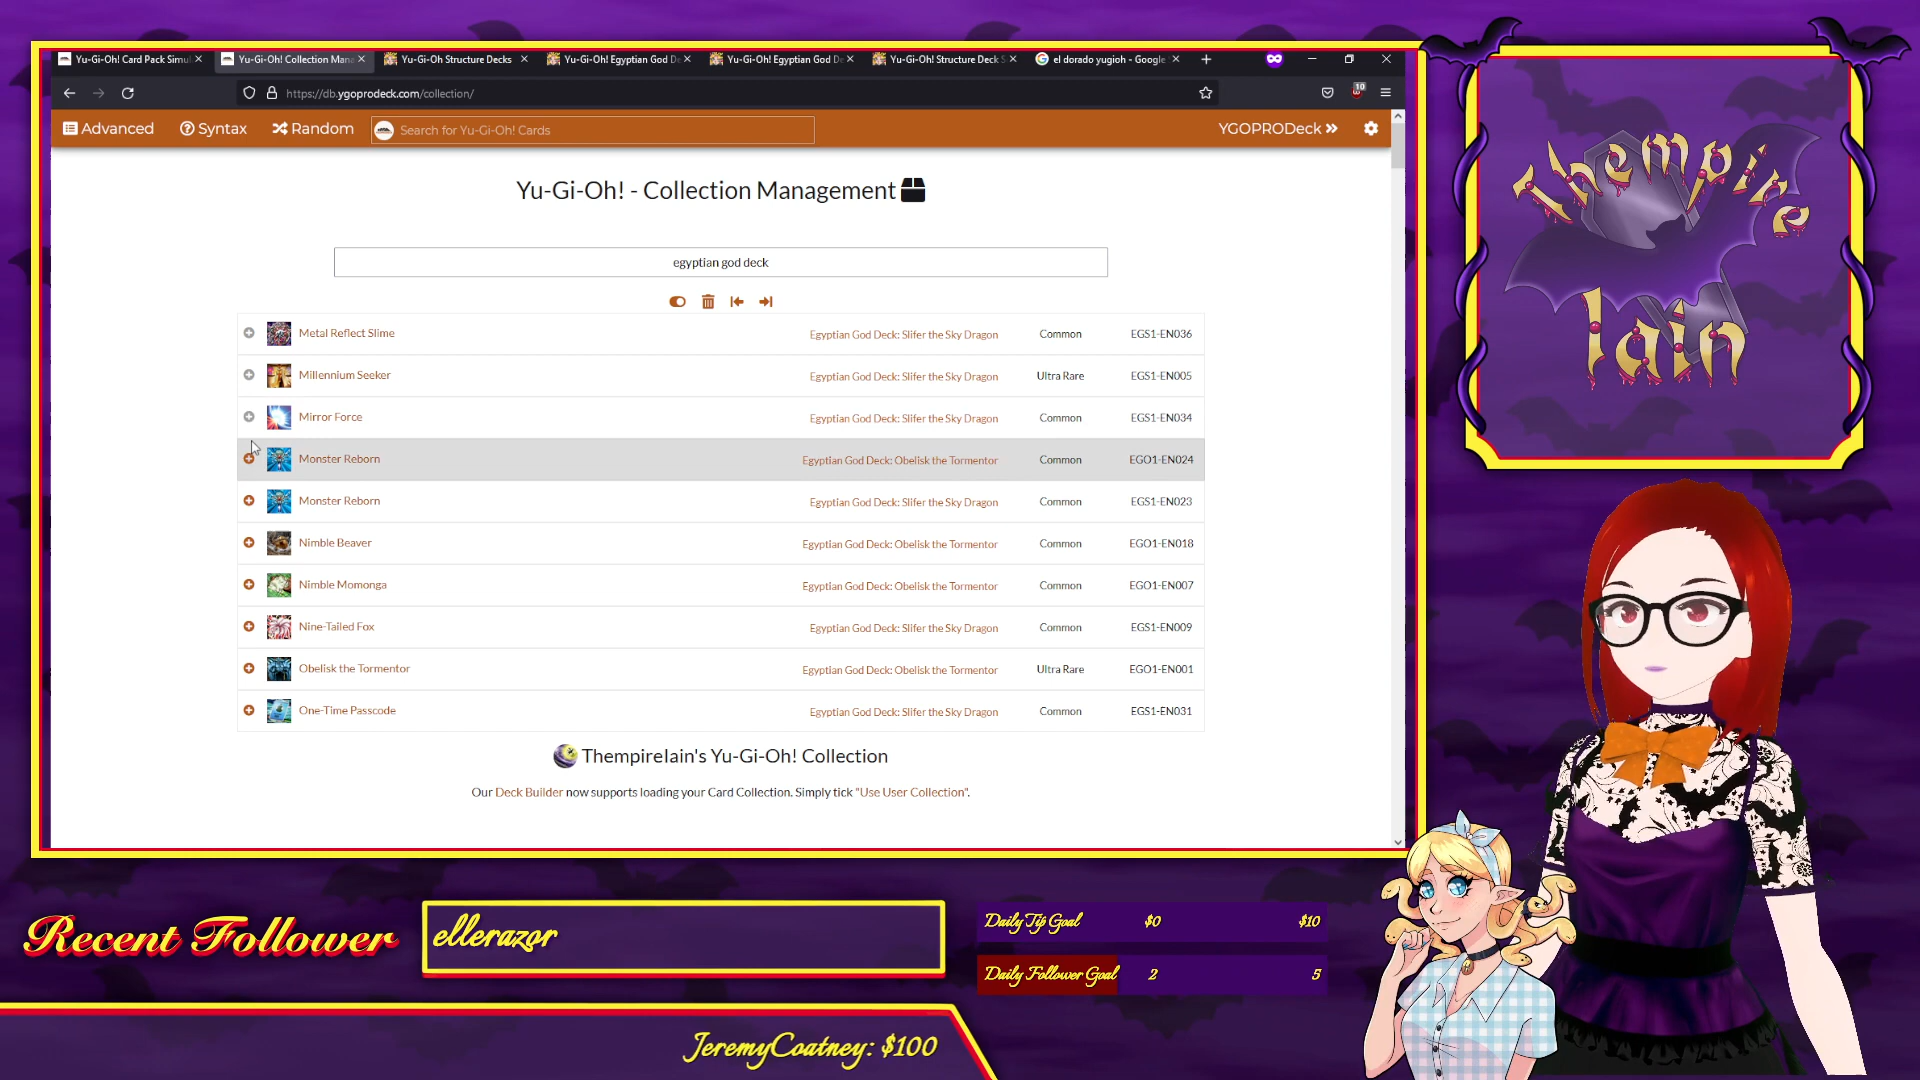 Yu-Gi-Oh! Card Pack Simul
Yu-Gi-Oh! Collection Mana
Yu-Gi-Oh Structure Decks
Yu-Gi-Oh! Egyptian God De
Yu-Gi-Oh! Egyptian God De
Yu-Gi-Oh! Structure Deck S
el dorado yugioh - Google
https://db.ygoprodeck.com/collection/
10
Advanced
Syntax
Random
Search for Yu-Gi-Oh! Cards
YGOPRODeck
Yu-Gi-Oh! - Collection Management
egyptian god deck
Metal Reflect Slime Egyptian God Deck: Slifer the Sky Dragon Common EGS1-EN036
Millennium Seeker Egyptian God Deck: Slifer the Sky Dragon Ultra Rare EGS1-EN005
Mirror Force Egyptian God Deck: Slifer the Sky Dragon Common EGS1-EN034
Monster Reborn Egyptian God Deck: Obelisk the Tormentor Common EGO1-EN024
Monster Reborn Egyptian God Deck: Slifer the Sky Dragon Common EGS1-EN023
Nimble Beaver Egyptian God Deck: Obelisk the Tormentor Common EGO1-EN018
Nimble Momonga Egyptian God Deck: Obelisk the Tormentor Common EGO1-EN007
Nine-Tailed Fox Egyptian God Deck: Slifer the Sky Dragon Common EGS1-EN009
Obelisk the Tormentor Egyptian God Deck: Obelisk the Tormentor Ultra Rare EGO1-EN001
One-Time Passcode Egyptian God Deck: Slifer the Sky Dragon Common EGS1-EN031
ThempireIain's Yu-Gi-Oh! Collection
Our Deck Builder now supports loading your Card Collection. Simply tick "Use User Collection".
Thempire
Iain
Recent Follower
ellerazor
Daily Tip Goal $0 $10
Daily Follower Goal 2 5
JeremyCoatney: $100